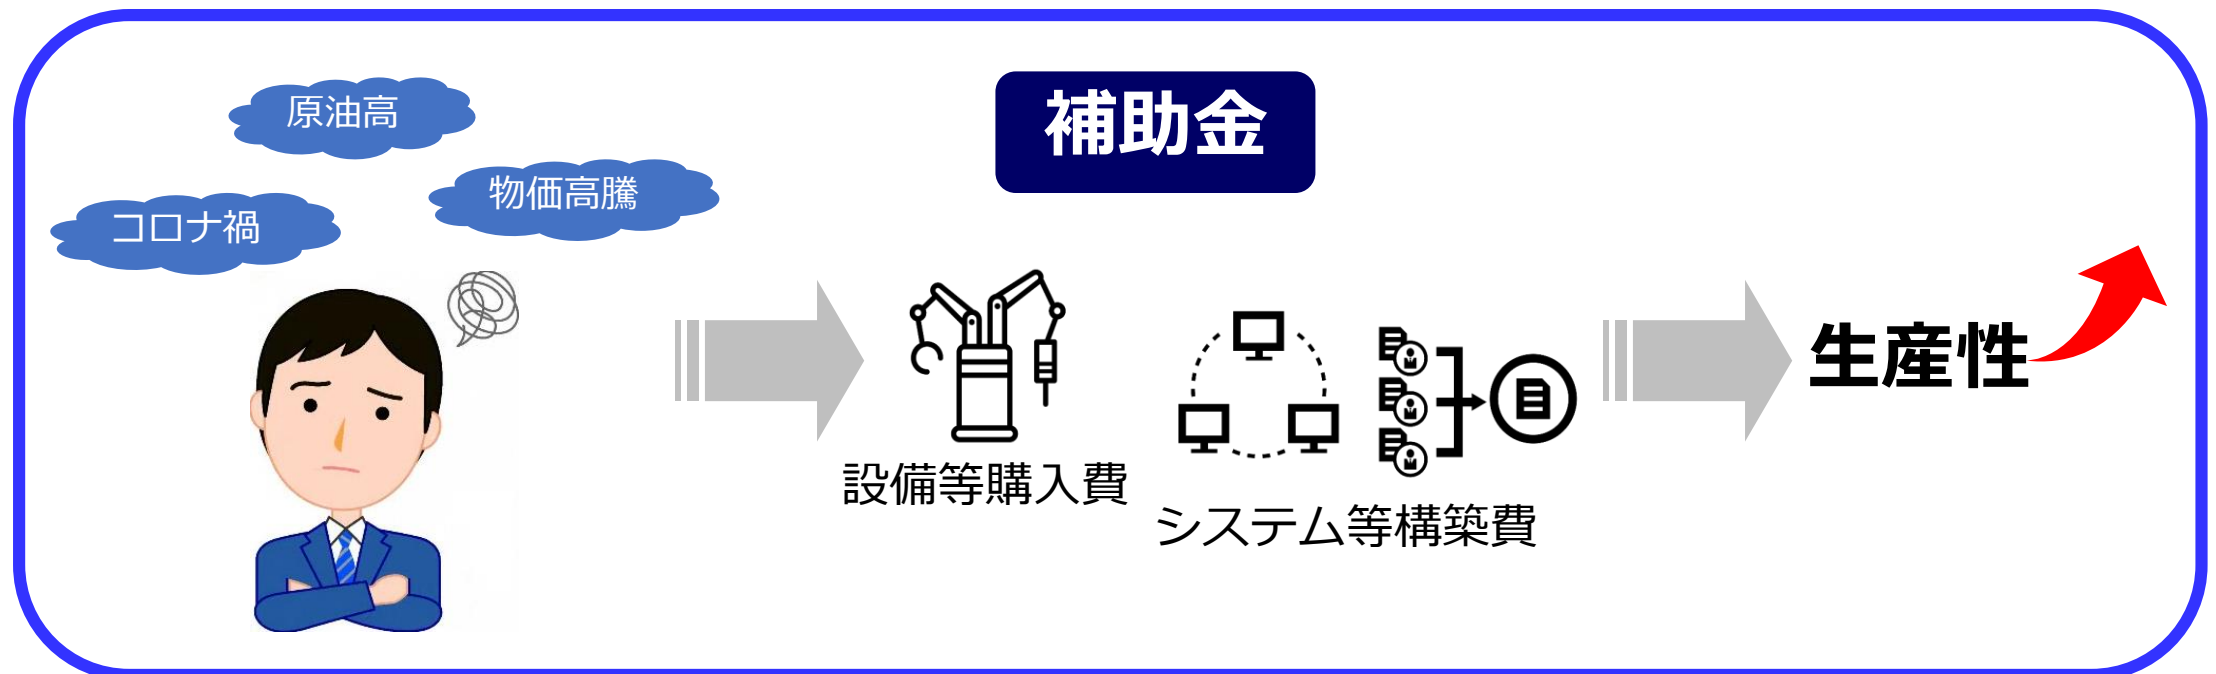 原油高
物価高騰
コロナ禍
補助金
設備等購入費
システム等構築費
生産性